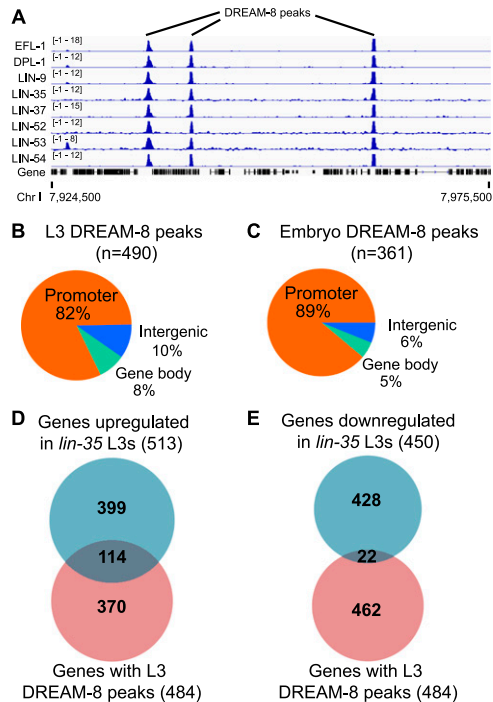 A
DREAM-8 peaks
EFL-1 [-1 - 18]
DPL-1 [-1 - 12]
LIN-9 [-1 - 12]
LIN-35 [-1 - 12]
LIN-37 [-1 - 15]
LIN-52 [-1 - 12]
LIN-53 [-1 - 8]
LIN-54 [-1 - 12]
Gene
Chr I 7,924,500 7,975,500
B L3 DREAM-8 peaks
(n=490)
Promoter
82%
Intergenic
10%
Gene body
8%
C Embryo DREAM-8 peaks
(n=361)
Promoter
89%
Intergenic
6%
Gene body
5%
D Genes upregulated
in lin-35 L3s (513)
399
114
370
Genes with L3
DREAM-8 peaks (484)
E Genes downregulated
in lin-35 L3s (450)
428
22
462
Genes with L3
DREAM-8 peaks (484)